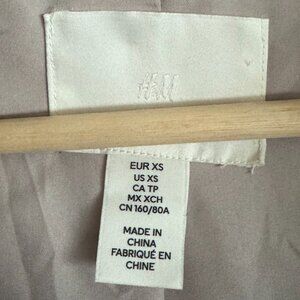 H&M
EUR XS
US XS
CA TP
MX XCH
CN 160/80A
MADE IN
CHINA
FABRIQUÉ EN
CHINE